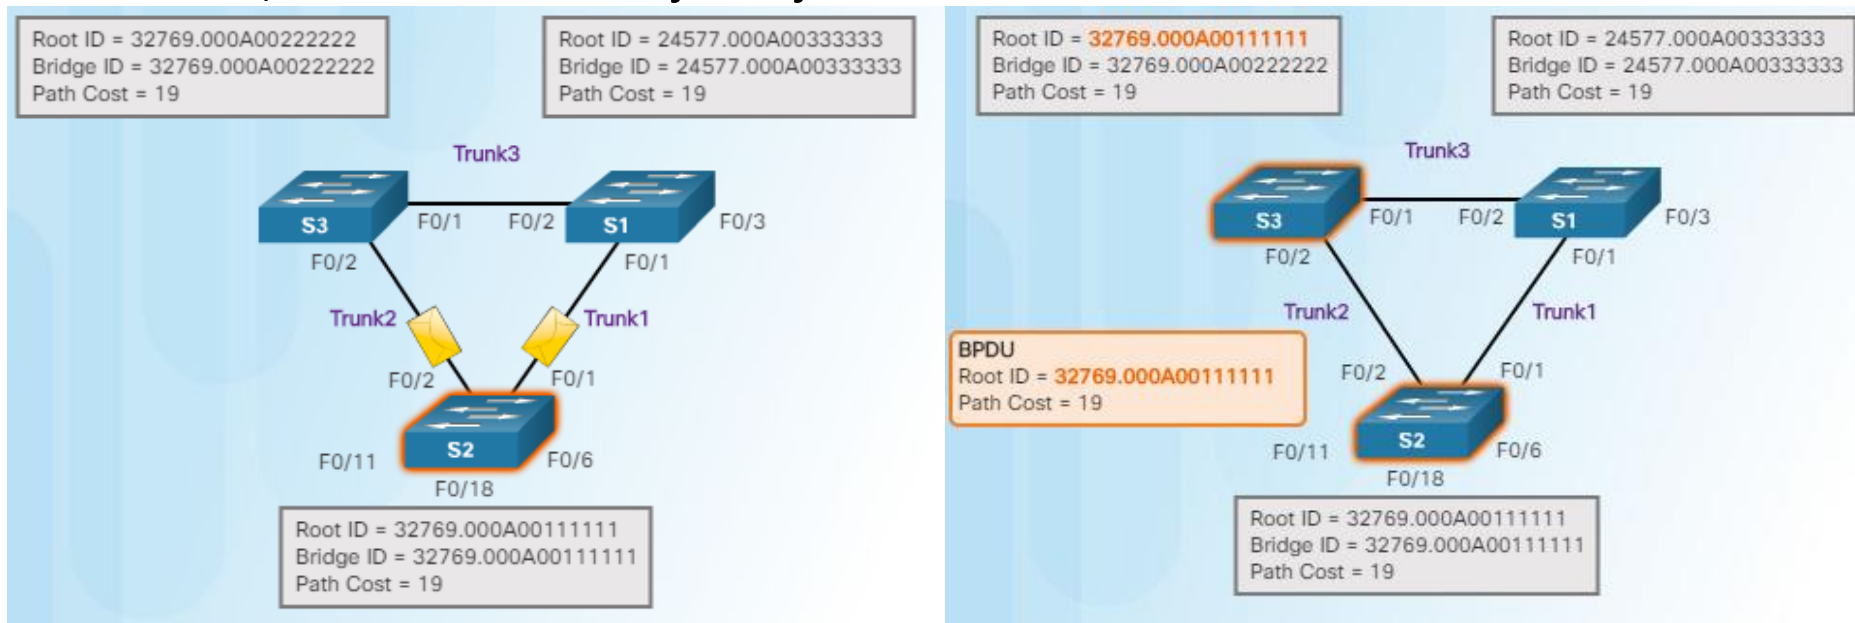 Root ID = 32769.000A00222222
Bridge ID = 32769.000A00222222
Path Cost = 19
Root ID = 24577.000A00333333
Bridge ID = 24577.000A00333333
Path Cost = 19
Trunk3
S3
F0/1
F0/2
S1
F0/3
F0/2
F0/1
Trunk2
Trunk1
F0/2
F0/1
S2
F0/11
F0/6
F0/18
Root ID = 32769.000A00111111
Bridge ID = 32769.000A00111111
Path Cost = 19
Root ID = 32769.000A00111111
Bridge ID = 32769.000A00222222
Path Cost = 19
Root ID = 24577.000A00333333
Bridge ID = 24577.000A00333333
Path Cost = 19
Trunk3
S3
F0/1
F0/2
S1
F0/3
F0/2
F0/1
Trunk2
Trunk1
BPDU
Root ID = 32769.000A00111111
Path Cost = 19
F0/2
F0/1
S2
F0/11
F0/6
F0/18
Root ID = 32769.000A00111111
Bridge ID = 32769.000A00111111
Path Cost = 19